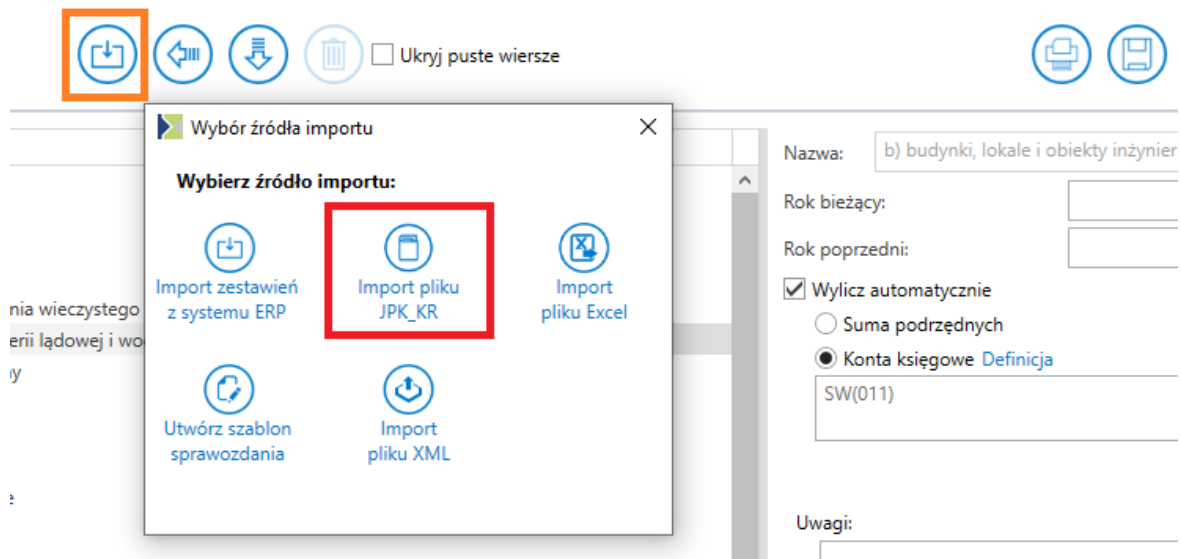 Ukryj puste wiersze
Wybór źródła importu
Wybierz źródło importu:
Import zestawień
z systemu ERP
Import pliku
JPK_KR
Import
pliku Excel
Utwórz szablon
sprawozdania
Import
pliku XML
nia wieczystego
erii lądowej i wo
Nazwa:
b) budynki, lokale i obiekty inżynier
Rok bieżący:
Rok poprzedni:
Wylicz automatycznie
Suma podrzędnych
Konta księgowe Definicja
SW(011)
Uwagi: